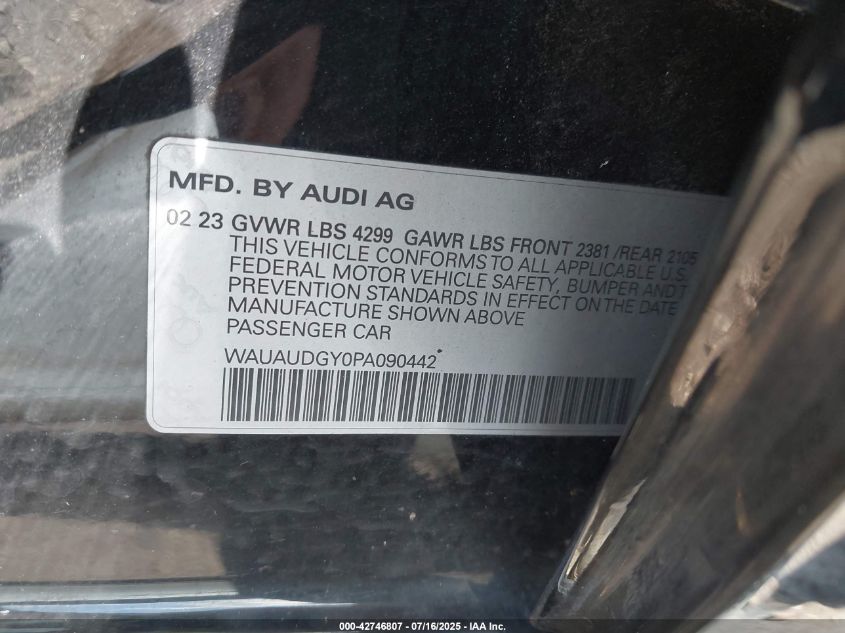 MFD. BY AUDI AG
02 23 GVWR LBS 4299 GAWR LBS FRONT 2381 /REAR 2105
THIS VEHICLE CONFORMS TO ALL APPLICABLE U.S.
FEDERAL MOTOR VEHICLE SAFETY, BUMPER AND T
PREVENTION STANDARDS IN EFFECT ON THE DATE
MANUFACTURE SHOWN ABOVE
PASSENGER CAR
WAUAUDGY0PA090442*
000-42746807 - 07/16/2025 - IAA Inc.